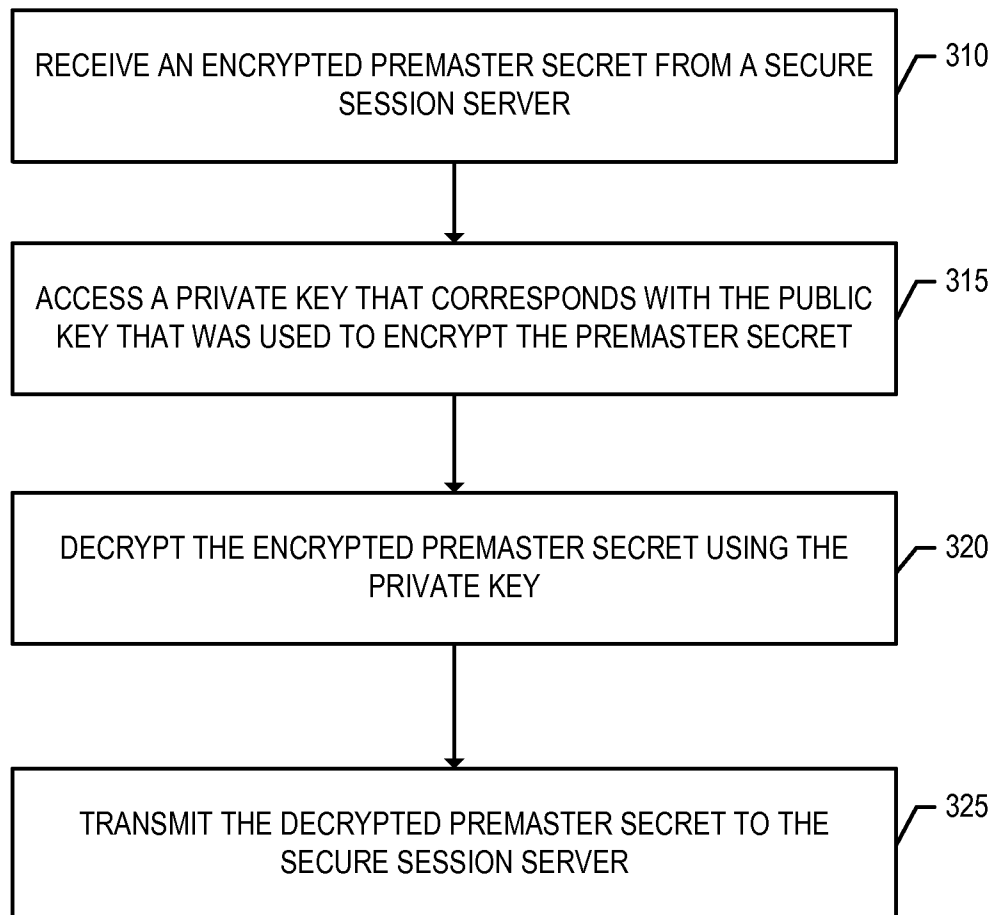 RECEIVE AN ENCRYPTED PREMASTER SECRET FROM A SECURE
SESSION SERVER
310
ACCESS A PRIVATE KEY THAT CORRESPONDS WITH THE PUBLIC
KEY THAT WAS USED TO ENCRYPT THE PREMASTER SECRET
315
DECRYPT THE ENCRYPTED PREMASTER SECRET USING THE
PRIVATE KEY
320
TRANSMIT THE DECRYPTED PREMASTER SECRET TO THE
SECURE SESSION SERVER
325